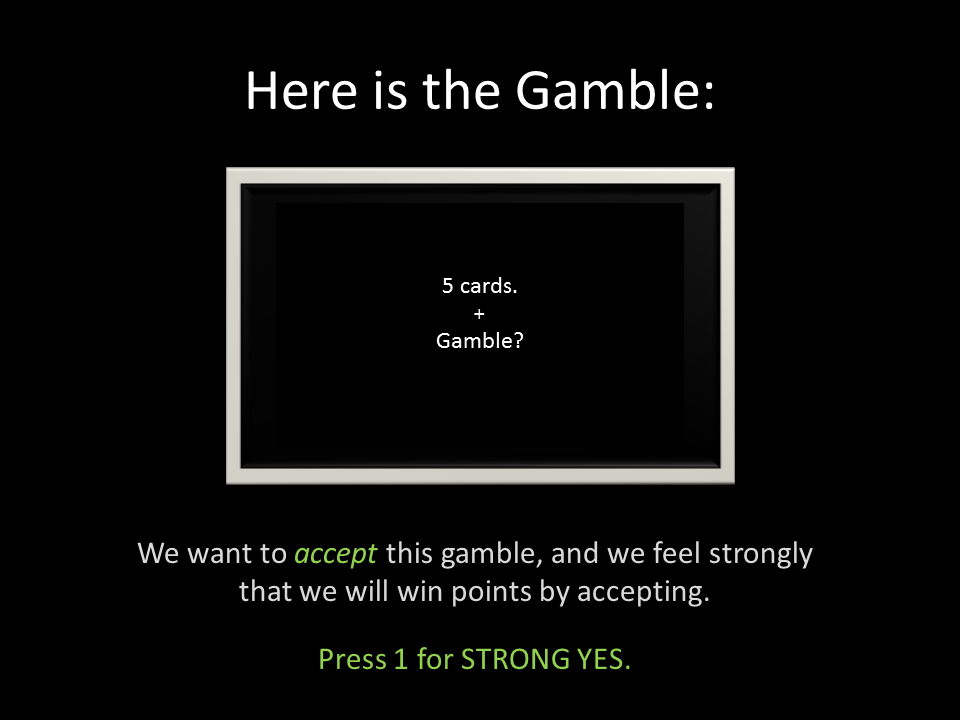 Here is the Gamble:
5 cards.
+
Gamble?
We want to accept this gamble, and we feel strongly
that we will win points by accepting.
Press 1 for STRONG YES.